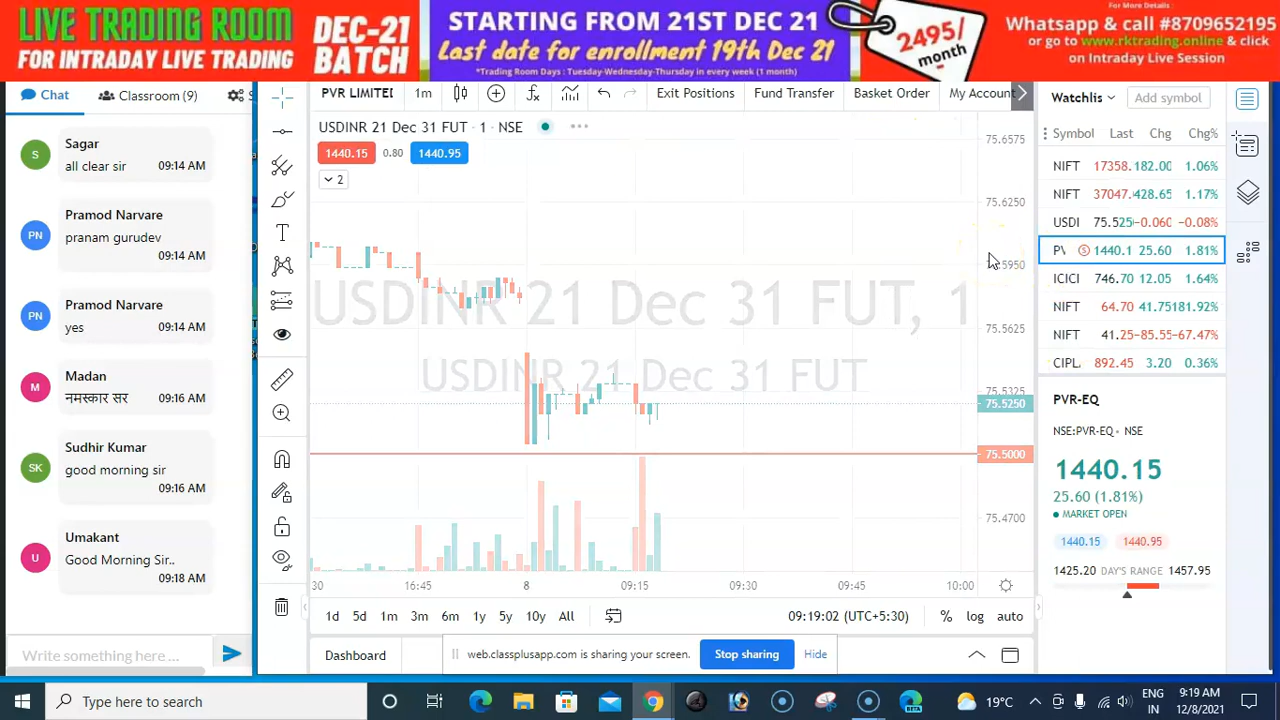 LIVE TRADING ROOM
FOR INTRADAY LIVE TRADING
DEC-21
BATCH
STARTING FROM 21ST DEC 21
Last date for enrollment 19th Dec 21
*Trading Room Days : Tuesday-Wednesday-Thursday in every week (1 month)
2495/
month
For More Details :
Whatsapp & call #8709652195
or go to www.rktrading.online & click
on Intraday Live Session
Chat
Classroom (9)
S
Sagar
all clear sir
09:14 AM
PN
Pramod Narvare
pranam gurudev
09:14 AM
PN
Pramod Narvare
yes
09:14 AM
M
Madan
नमस्कार सर
09:16 AM
SK
Sudhir Kumar
good morning sir
09:16 AM
U
Umakant
Good Morning Sir..
09:18 AM
Write something here ...
PVR LIMITED
1m
Exit Positions
Fund Transfer
Basket Order
My Account
USDINR 21 Dec 31 FUT · 1 · NSE
1440.15
0.80
1440.95
2
USDINR 21 Dec 31 FUT, 1
USDINR 21 Dec 31 FUT
75.6575
75.6250
75.5950
75.5625
75.5325
75.5250
75.5000
75.4700
30
16:45
8
09:15
09:30
09:45
10:00
1d 5d 1m 3m 6m 1y 5y 10y All
09:19:02 (UTC+5:30)
% log auto
Dashboard
web.classplusapp.com is sharing your screen.
Stop sharing
Hide
Watchlis
Add symbol
Symbol Last Chg Chg%
NIFT 17358. 182.00 1.06%
NIFT 37047. 428.65 1.17%
USDI 75.525 -0.060 -0.08%
PV 1440.1 25.60 1.81%
ICICI 746.70 12.05 1.64%
NIFT 64.70 41.75 181.92%
NIFT 41.25 -85.55 -67.47%
CIPL 892.45 3.20 0.36%
PVR-EQ
NSE:PVR-EQ • NSE
1440.15
25.60 (1.81%)
MARKET OPEN
1440.15
1440.95
1425.20 DAY'S RANGE 1457.95
Type here to search
19°C
ENG
IN
9:19 AM
12/8/2021